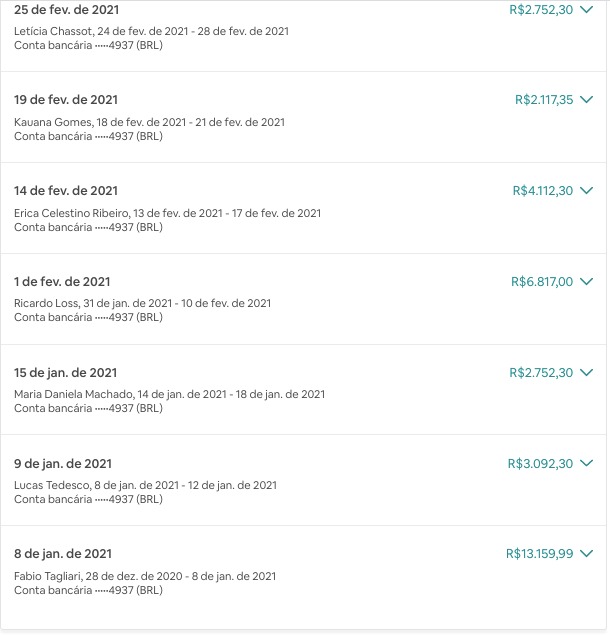 25 de fev. de 2021
R$2.752,30
Letícia Chassot, 24 de fev. de 2021 - 28 de fev. de 2021
Conta bancária •••••4937 (BRL)
19 de fev. de 2021
R$2.117,35
Kauana Gomes, 18 de fev. de 2021 - 21 de fev. de 2021
Conta bancária •••••4937 (BRL)
14 de fev. de 2021
R$4.112,30
Erica Celestino Ribeiro, 13 de fev. de 2021 - 17 de fev. de 2021
Conta bancária •••••4937 (BRL)
1 de fev. de 2021
R$6.817,00
Ricardo Loss, 31 de jan. de 2021 - 10 de fev. de 2021
Conta bancária •••••4937 (BRL)
15 de jan. de 2021
R$2.752,30
Maria Daniela Machado, 14 de jan. de 2021 - 18 de jan. de 2021
Conta bancária •••••4937 (BRL)
9 de jan. de 2021
R$3.092,30
Lucas Tedesco, 8 de jan. de 2021 - 12 de jan. de 2021
Conta bancária •••••4937 (BRL)
8 de jan. de 2021
R$13.159,99
Fabio Tagliari, 28 de dez. de 2020 - 8 de jan. de 2021
Conta bancária •••••4937 (BRL)